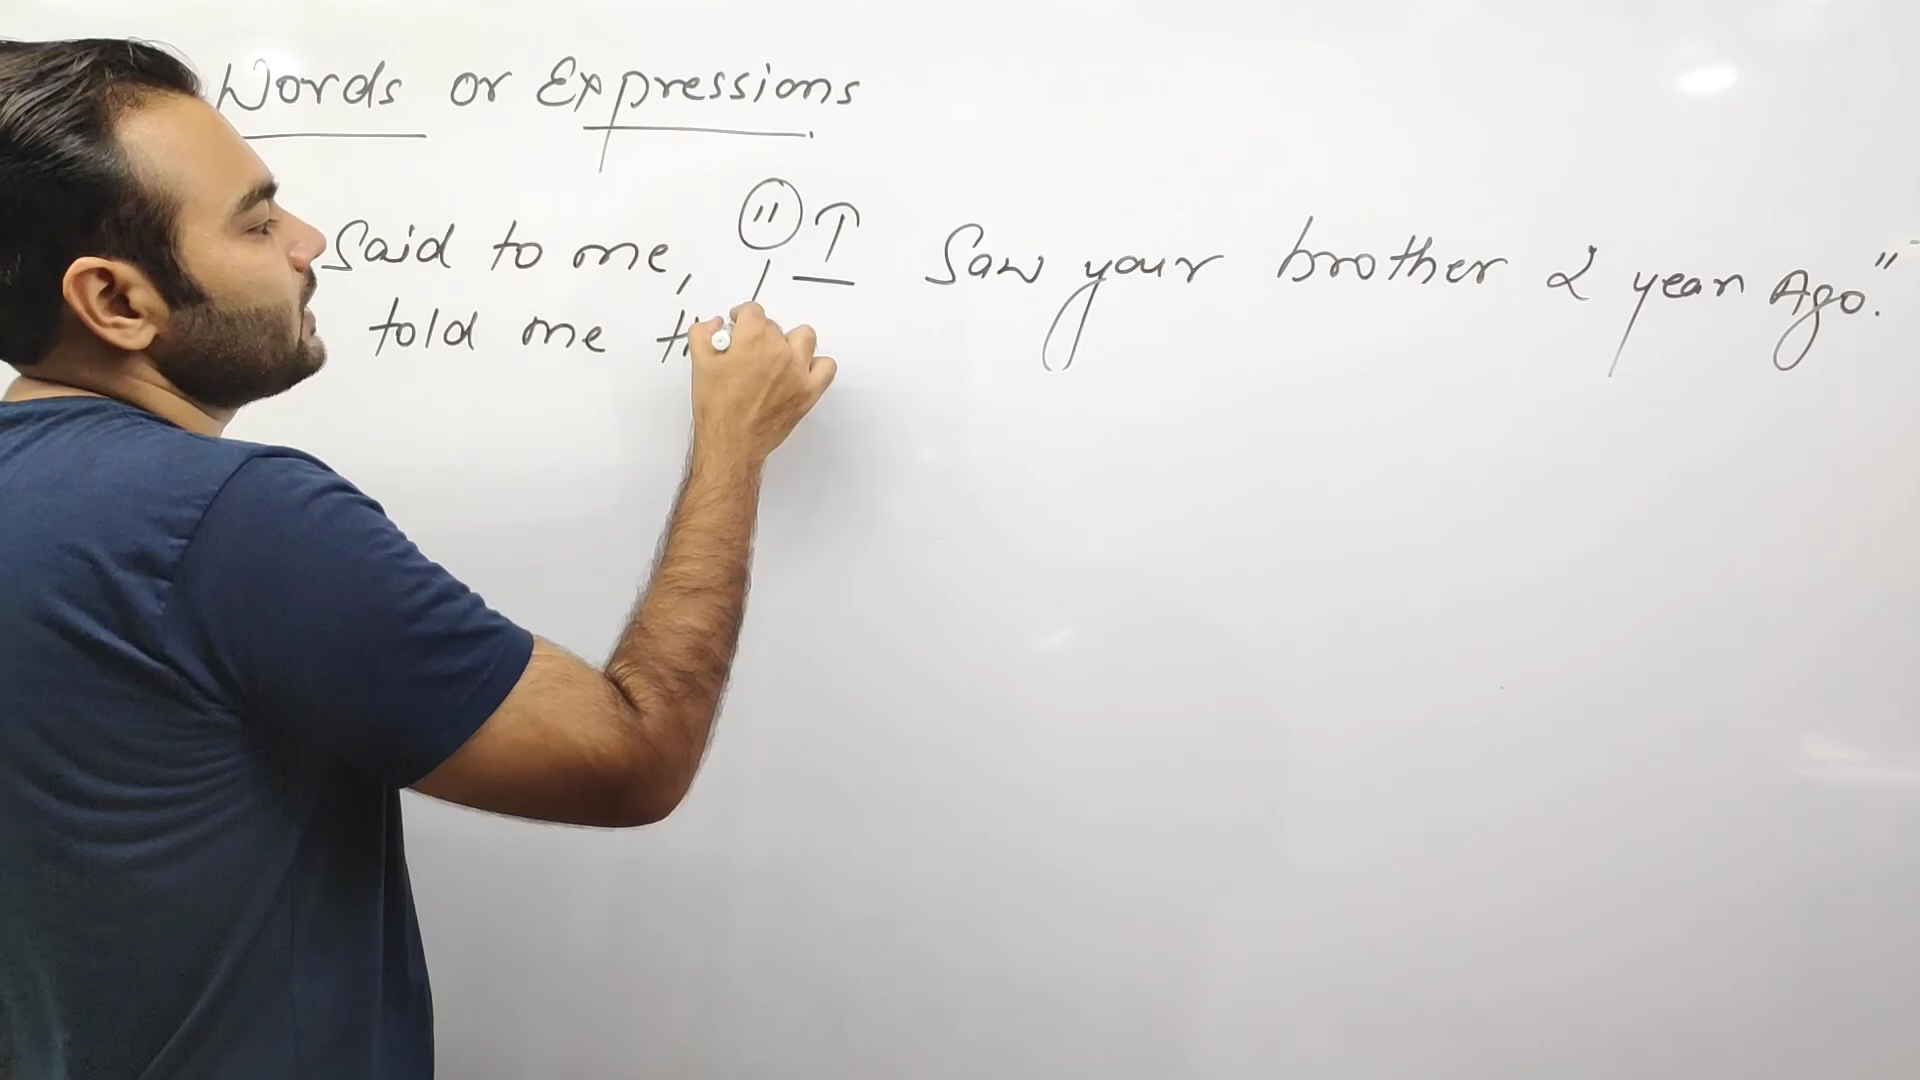 Words or Expressions
Said to me, "I saw your brother 2 year Ago."
told me